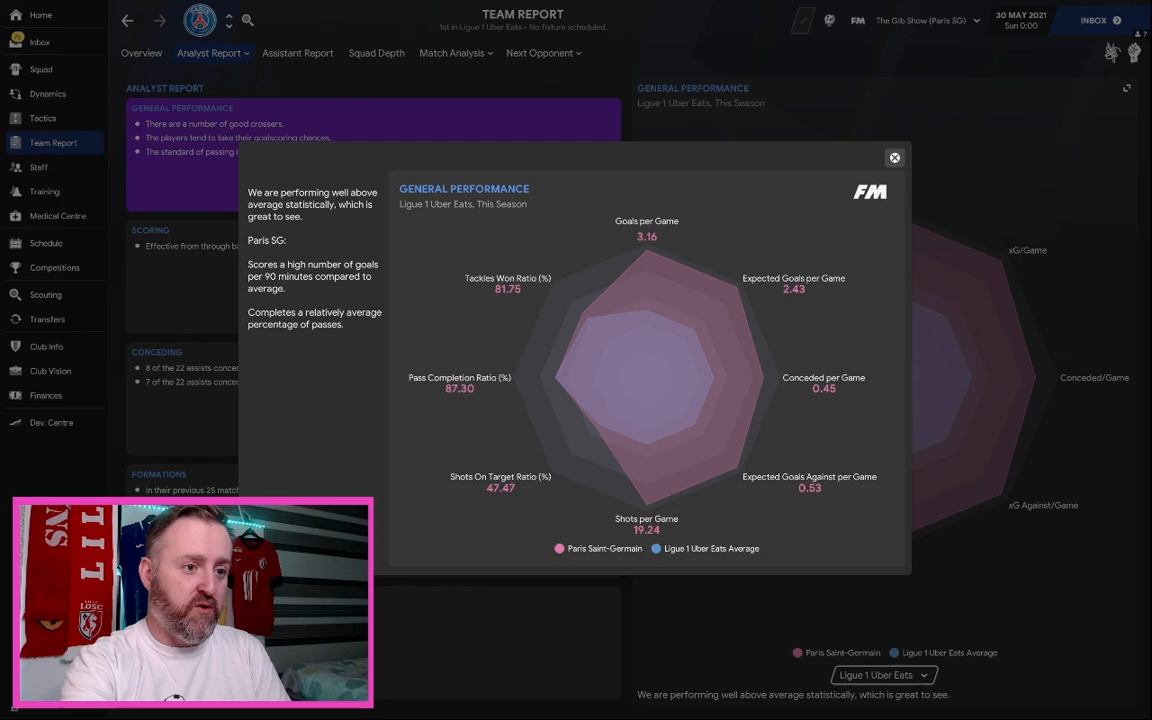 Home
Inbox
Squad
Dynamics
Tactics
Team Report
Staff
Training
Medical Centre
Schedule
Competitions
Scouting
Transfers
Club Info
Club Vision
Finances
Dev. Centre
PARIS
TEAM REPORT
1st in Ligue 1 Uber Eats - No fixture scheduled.
FM
The Gib Show (Paris SG)
30 MAY 2021
Sun 0:00
INBOX
7
Overview
Analyst Report
Assistant Report
Squad Depth
Match Analysis
Next Opponent
ANALYST REPORT
GENERAL PERFORMANCE
There are a number of good crossers.
The players tend to take their goalscoring chances.
The standard of passing
SCORING
Effective from through
CONCEDING
8 of the 22 assists
7 of the 22 assists
FORMATIONS
In their previous 25
GENERAL PERFORMANCE
Ligue 1 Uber Eats, This Season
xG/Game
Conceded/Game
xG Against/Game
Paris Saint-Germain
Ligue 1 Uber Eats Average
Ligue 1 Uber Eats
We are performing well above average statistically, which is great to see.
We are performing well above
average statistically, which is
great to see.
Paris SG:
Scores a high number of goals
per 90 minutes compared to
average.
Completes a relatively average
percentage of passes.
GENERAL PERFORMANCE
Ligue 1 Uber Eats, This Season
FM
Goals per Game
3.16
Tackles Won Ratio (%)
81.75
Expected Goals per Game
2.43
Pass Completion Ratio (%)
87.30
Conceded per Game
0.45
Shots On Target Ratio (%)
47.47
Expected Goals Against per Game
0.53
Shots per Game
19.24
Paris Saint-Germain
Ligue 1 Uber Eats Average
LIL
LOSC